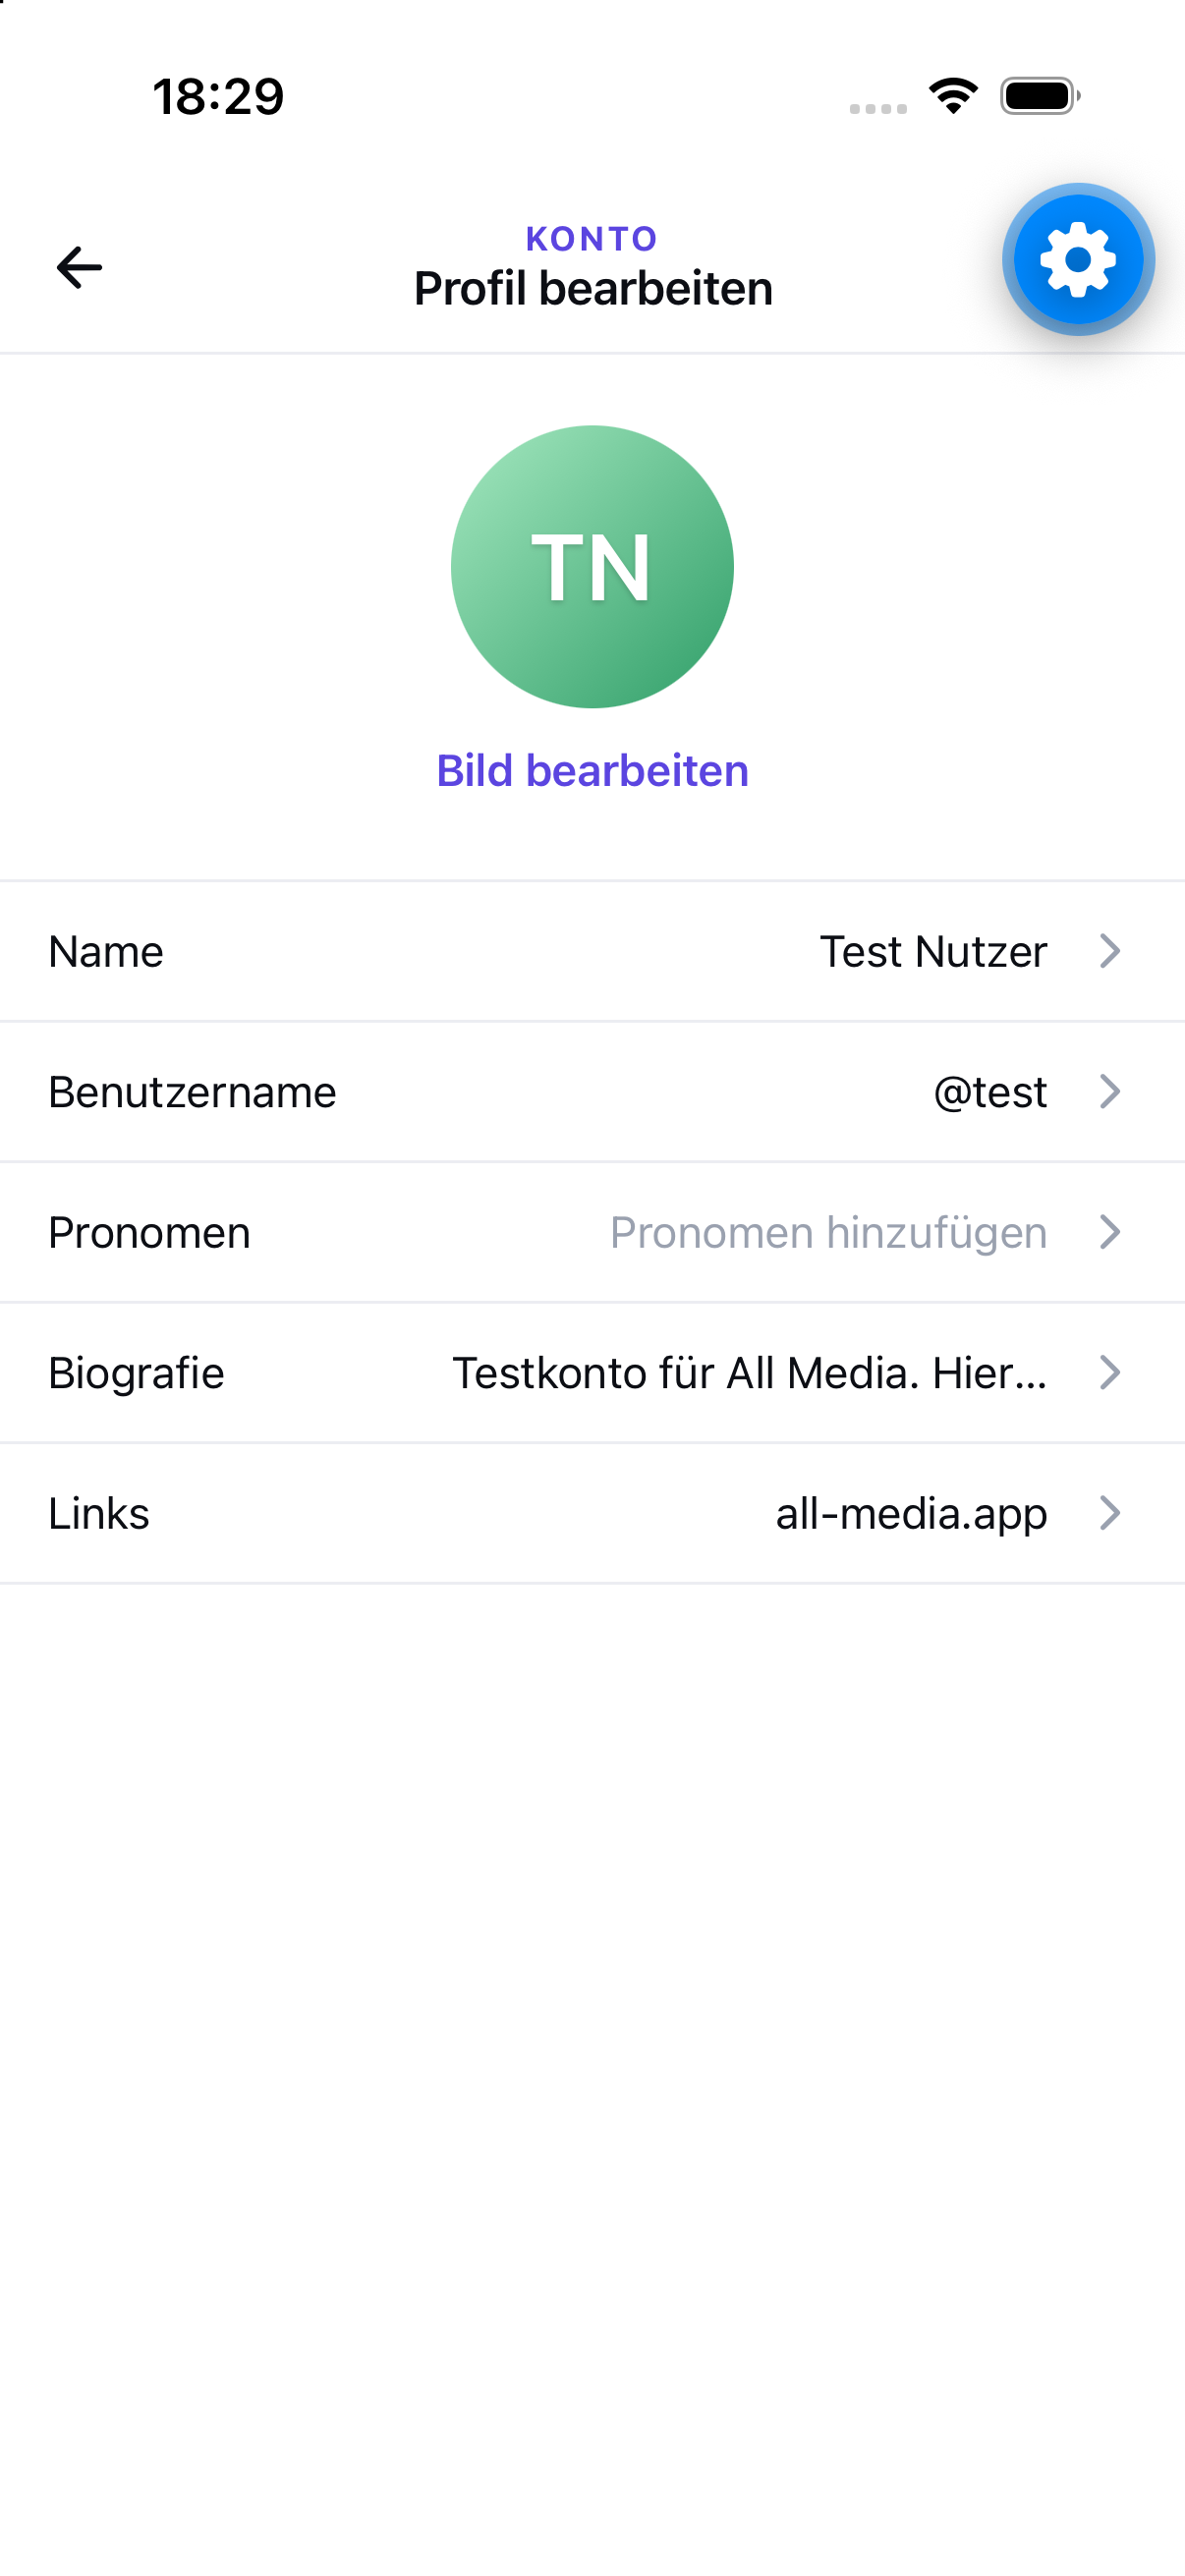 18:29
KONTO
Profil bearbeiten
TN
Bild bearbeiten
Name Test Nutzer
Benutzername @test
Pronomen Pronomen hinzufügen
Biografie Testkonto für All Media. Hier...
Links all-media.app